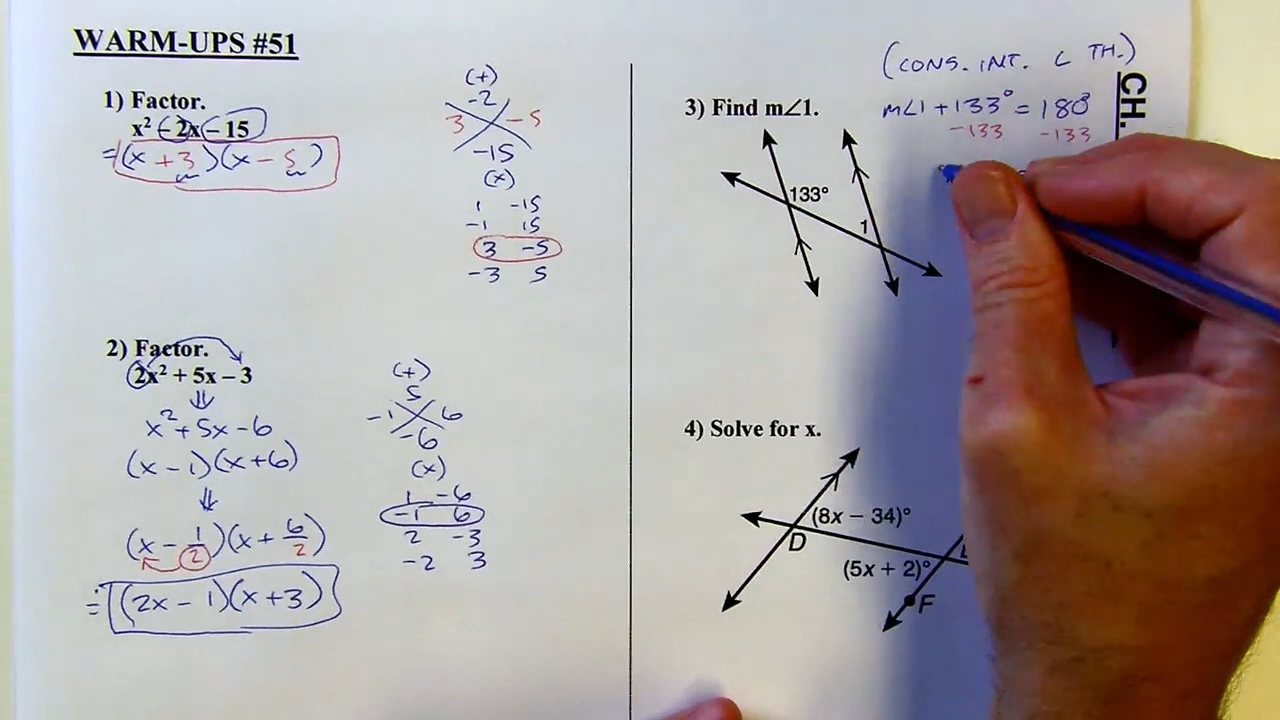 WARM-UPS #51
1) Factor.
x² – 2x – 15
= (x + 3)(x – 5)
(+)
-2
3 -5
-15
(x)
1 -15
-1 15
3 -5
-3 5
2) Factor.
2x² + 5x – 3
x² + 5x - 6
(x - 1)(x + 6)
(x - 1/2)(x + 6/2)
= (2x - 1)(x + 3)
(+)
5
-1 6
-6
(x)
1 -6
-1 6
2 -3
-2 3
(CONS. INT. ∠ TH.)
3) Find m∠1.
m∠1 + 133° = 180°
-133 -133
133°
1
4) Solve for x.
(8x – 34)°
D
(5x + 2)°
F
CH.